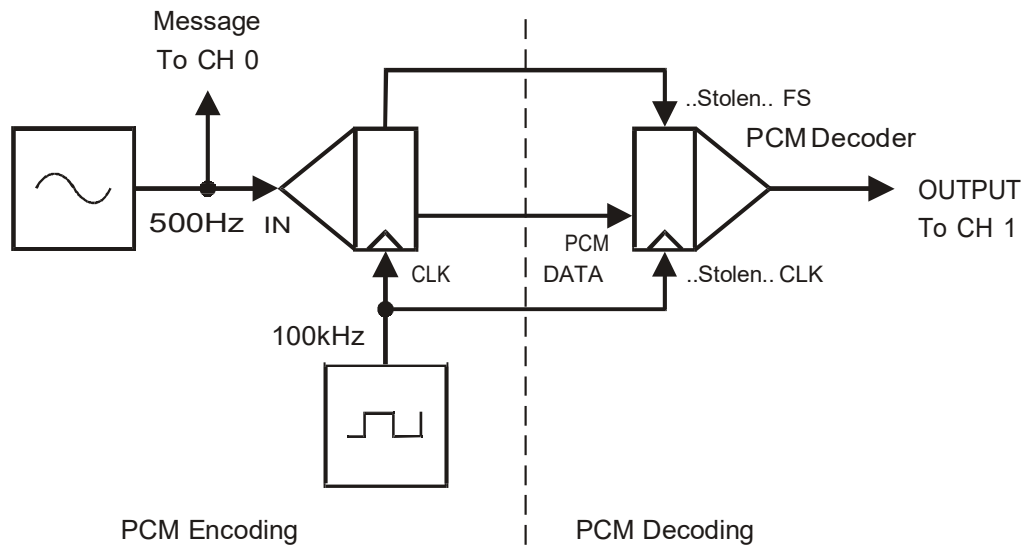 Message
To CH 0
..Stolen.. FS
PCM Decoder
OUTPUT
To CH 1
500Hz
IN
PCM
DATA
CLK
..Stolen.. CLK
100kHz
PCM Encoding
PCM Decoding